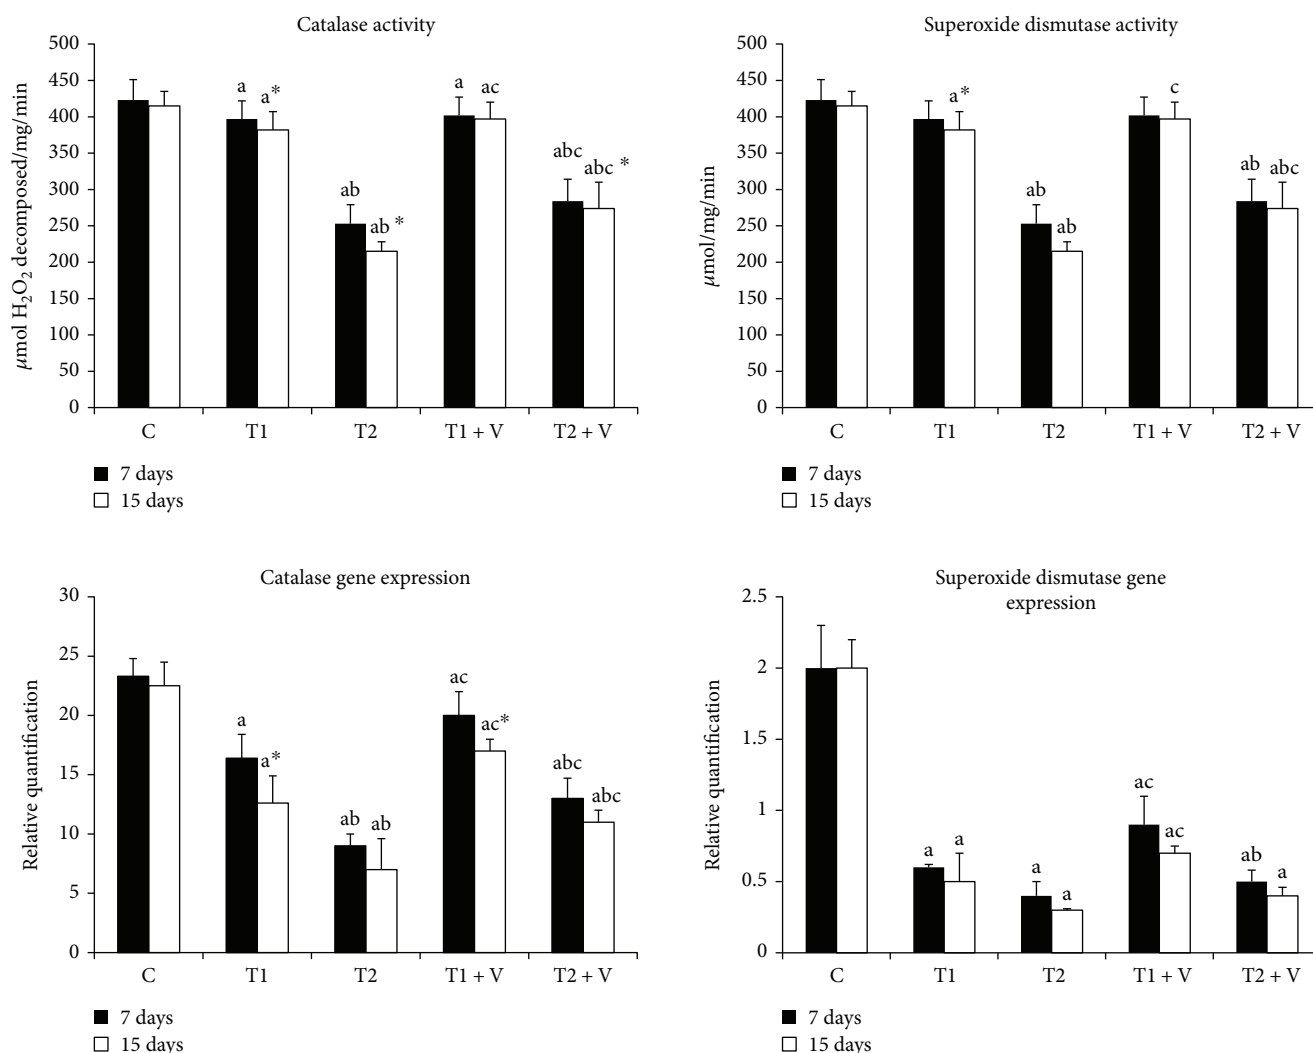 Catalase activity
μmol H₂O₂ decomposed/mg/min
500
450
400
350
300
250
200
150
100
50
0
a
a*
ab
ab*
a
ac
abc
abc*
C T1 T2 T1 + V T2 + V
7 days
15 days
Superoxide dismutase activity
μmol/mg/min
500
450
400
350
300
250
200
150
100
50
0
a*
ab
ab
c
ab
abc
C T1 T2 T1 + V T2 + V
7 days
15 days
Catalase gene expression
Relative quantification
30
25
20
15
10
5
0
a
a*
ab
ab
ac
ac*
abc
abc
C T1 T2 T1 + V T2 + V
7 days
15 days
Superoxide dismutase gene
expression
Relative quantification
2.5
2
1.5
1
0.5
0
a
a
a
a
ac
ac
ab
a
C T1 T2 T1 + V T2 + V
7 days
15 days